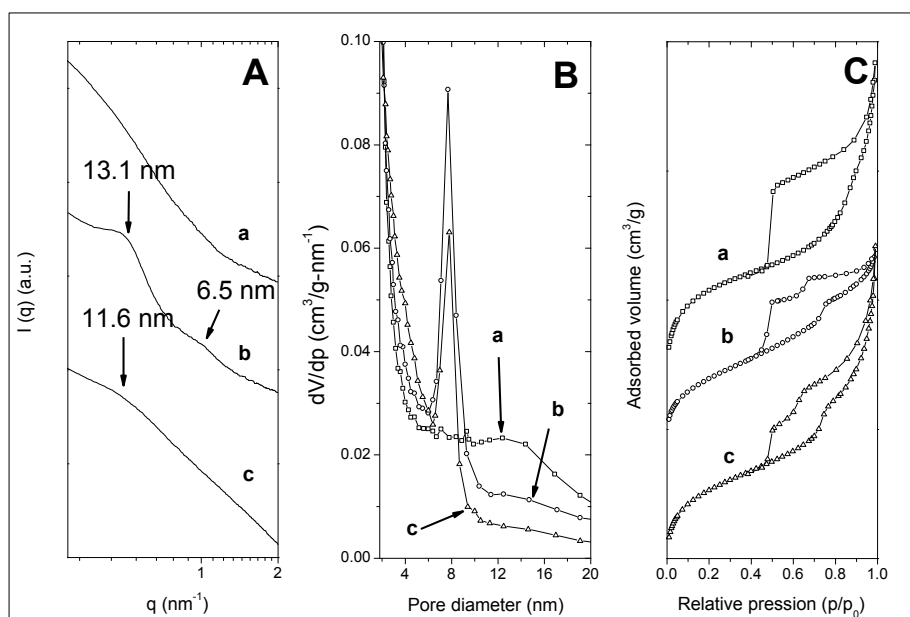 A
13.1 nm
a
6.5 nm
11.6 nm
b
c
I (q) (a.u.)
1
2
q (nm⁻¹)
B
a
b
c
0.10
0.08
0.06
0.04
0.02
0.00
dV/dp (cm³/g-nm⁻¹)
4
8
12
16
20
Pore diameter (nm)
C
a
b
c
Adsorbed volume (cm³/g)
0.0
0.2
0.4
0.6
0.8
1.0
Relative pression (p/p₀)